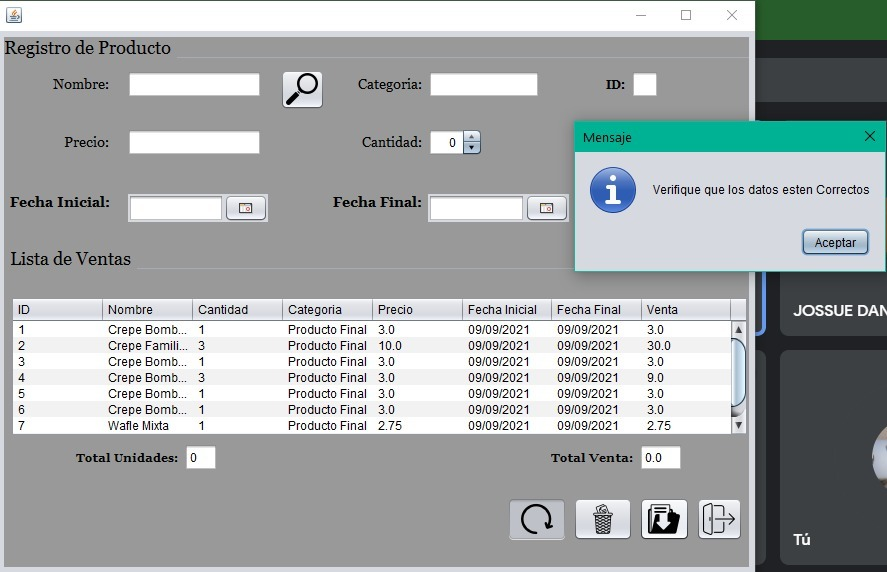 Registro de Producto
Nombre: Categoria: ID:
Precio: Cantidad: 0
Mensaje
Verifique que los datos esten Correctos
Aceptar
Fecha Inicial: Fecha Final:
Lista de Ventas
JOSSUE DAN
ID Nombre Cantidad Categoria Precio Fecha Inicial Fecha Final Venta
1 Crepe Bomb... 1 Producto Final 3.0 09/09/2021 09/09/2021 3.0
2 Crepe Famili... 3 Producto Final 10.0 09/09/2021 09/09/2021 30.0
3 Crepe Bomb... 1 Producto Final 3.0 09/09/2021 09/09/2021 3.0
4 Crepe Bomb... 3 Producto Final 3.0 09/09/2021 09/09/2021 9.0
5 Crepe Bomb... 1 Producto Final 3.0 09/09/2021 09/09/2021 3.0
6 Crepe Bomb... 1 Producto Final 3.0 09/09/2021 09/09/2021 3.0
7 Wafle Mixta 1 Producto Final 2.75 09/09/2021 09/09/2021 2.75
Total Unidades: 0 Total Venta: 0.0
Tú